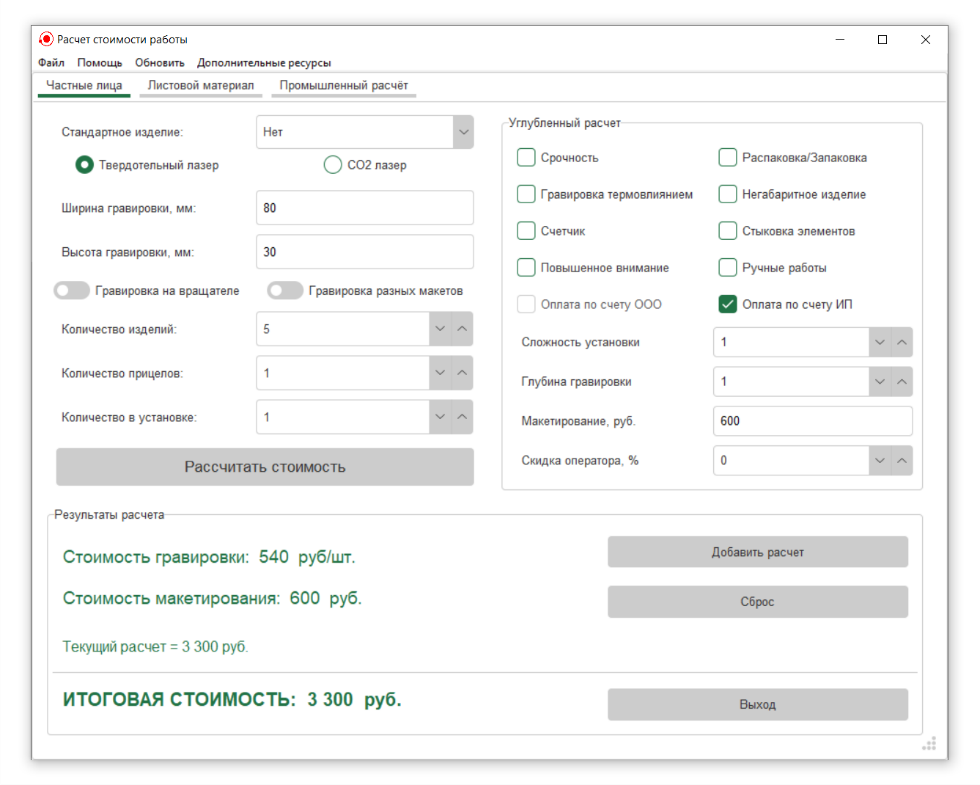 Расчет стоимости работы
Файл Помощь Обновить Дополнительные ресурсы
Частные лица Листовой материал Промышленный расчёт
Стандартное изделие: Нет
Твердотельный лазер СО2 лазер
Ширина гравировки, мм: 80
Высота гравировки, мм: 30
Гравировка на вращателе Гравировка разных макетов
Количество изделий: 5
Количество прицелов: 1
Количество в установке: 1
Рассчитать стоимость
Углубленный расчет
Срочность Распаковка/Запаковка
Гравировка термовлиянием Негабаритное изделие
Счетчик Стыковка элементов
Повышенное внимание Ручные работы
Оплата по счету ООО Оплата по счету ИП
Сложность установки 1
Глубина гравировки 1
Макетирование, руб. 600
Скидка оператора, % 0
Результаты расчета
Стоимость гравировки: 540 руб/шт.
Добавить расчет
Стоимость макетирования: 600 руб.
Сброс
Текущий расчет = 3 300 руб.
ИТОГОВАЯ СТОИМОСТЬ: 3 300 руб.
Выход